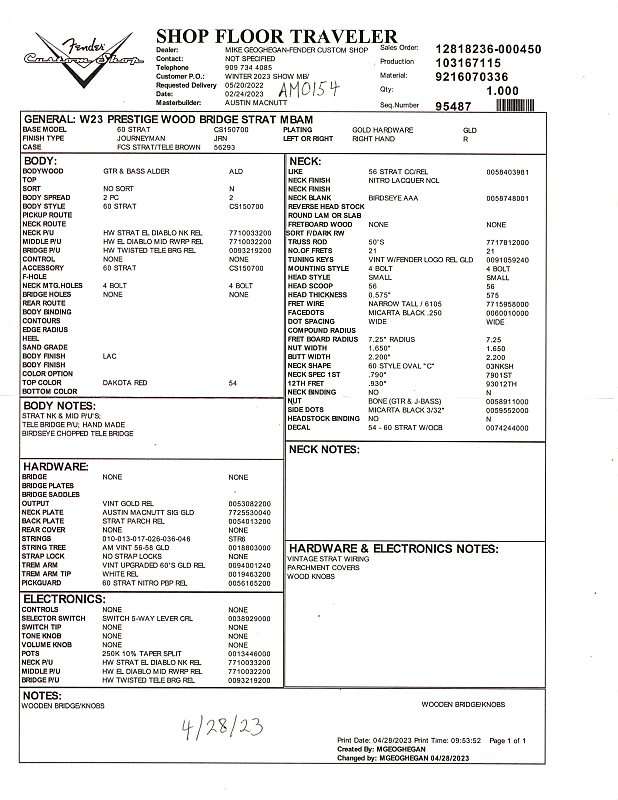 Fender
Custom Shop
SHOP FLOOR TRAVELER
Dealer: MIKE GEOGHEGAN-FENDER CUSTOM SHOP
Contact: NOT SPECIFIED
Telephone 909 734 4085
Customer P.O.: WINTER 2023 SHOW MB/
Requested Delivery 05/20/2022
Date: 02/24/2023
Masterbuilder: AUSTIN MACNUTT
AM0154
Sales Order: 12818236-000450
Production 103167115
Material: 9216070336
Qty: 1.000
Seq.Number 95487
GENERAL: W23 PRESTIGE WOOD BRIDGE STRAT MBAM
BASE MODEL 60 STRAT CS150700 PLATING GOLD HARDWARE GLD
FINISH TYPE JOURNEYMAN JRN LEFT OR RIGHT RIGHT HAND R
CASE FCS STRAT/TELE BROWN 56293
BODY:
BODYWOOD GTR & BASS ALDER ALD
TOP
SORT NO SORT N
BODY SPREAD 2 PC 2
BODY STYLE 60 STRAT CS150700
PICKUP ROUTE
NECK ROUTE
NECK P/U HW STRAT EL DIABLO NK REL 7710033200
MIDDLE P/U HW EL DIABLO MID RWRP REL 7710032200
BRIDGE P/U HW TWISTED TELE BRG REL 0093219200
CONTROL NONE NONE
ACCESSORY 60 STRAT CS150700
F-HOLE
NECK MTG.HOLES 4 BOLT 4 BOLT
BRIDGE HOLES NONE NONE
REAR ROUTE
BODY BINDING
CONTOURS
EDGE RADIUS
HEEL
SAND GRADE
BODY FINISH LAC
BODY FINISH
COLOR OPTION
TOP COLOR DAKOTA RED 54
BOTTOM COLOR
BODY NOTES:
STRAT NK & MID P/U'S;
TELE BRIDGE P/U; HAND MADE
BIRDSEYE CHOPPED TELE BRIDGE
HARDWARE:
BRIDGE NONE NONE
BRIDGE PLATES
BRIDGE SADDLES
OUTPUT VINT GOLD REL 0053082200
NECK PLATE AUSTIN MACNUTT SIG GLD 7725530040
BACK PLATE STRAT PARCH REL 0054013200
REAR COVER NONE NONE
STRINGS 010-013-017-026-036-046 STR6
STRING TREE AM VINT 56-58 GLD 0018803000
STRAP LOCK NO STRAP LOCKS NONE
TREM ARM VINT UPGRADED 60'S GLD REL 0094001240
TREM ARM TIP WHITE REL 0019463200
PICKGUARD 60 STRAT NITRO PBP REL 0056165200
ELECTRONICS:
CONTROLS NONE NONE
SELECTOR SWITCH SWITCH 5-WAY LEVER CRL 0038929000
SWITCH TIP NONE NONE
TONE KNOB NONE NONE
VOLUME KNOB NONE NONE
POTS 250K 10% TAPER SPLIT 0013446000
NECK P/U HW STRAT EL DIABLO NK REL 7710033200
MIDDLE P/U HW EL DIABLO MID RWRP REL 7710032200
BRIDGE P/U HW TWISTED TELE BRG REL 0093219200
NECK:
LIKE 56 STRAT CC/REL 0058403981
NECK FINISH NITRO LACQUER NCL
NECK FINISH
NECK BLANK BIRDSEYE AAA 0058748001
REVERSE HEAD STOCK
ROUND LAM OR SLAB
FRETBOARD WOOD NONE NONE
SORT F/DARK RW
TRUSS ROD 50'S 7717812000
NO.OF FRETS 21 21
TUNING KEYS VINT W/FENDER LOGO REL GLD 0091059240
MOUNTING STYLE 4 BOLT 4 BOLT
HEAD STYLE SMALL SMALL
HEAD SCOOP 56 56
HEAD THICKNESS 0.575" 575
FRET WIRE NARROW TALL / 6105 7715958000
FACEDOTS MICARTA BLACK .250 0060010000
DOT SPACING WIDE WIDE
COMPOUND RADIUS
FRET BOARD RADIUS 7.25" RADIUS 7.25
NUT WIDTH 1.650" 1.650
BUTT WIDTH 2.200" 2.200
NECK SHAPE 60 STYLE OVAL "C" 03NKSH
NECK SPEC 1ST .790" 7901ST
12TH FRET .930" 93012TH
NECK BINDING NO N
NUT BONE (GTR & J-BASS) 0058911000
SIDE DOTS MICARTA BLACK 3/32" 0059552000
HEADSTOCK BINDING NO N
DECAL 54 - 60 STRAT W/OCB 0074244000
NECK NOTES:
HARDWARE & ELECTRONICS NOTES:
VINTAGE STRAT WIRING
PARCHMENT COVERS
WOOD KNOBS
NOTES:
WOODEN BRIDGE/KNOBS
WOODEN BRIDGE/KNOBS
4/28/23
Print Date: 04/28/2023 Print Time: 09:53:52 Page 1 of 1
Created By: MGEOGHEGAN
Changed by: MGEOGHEGAN 04/28/2023